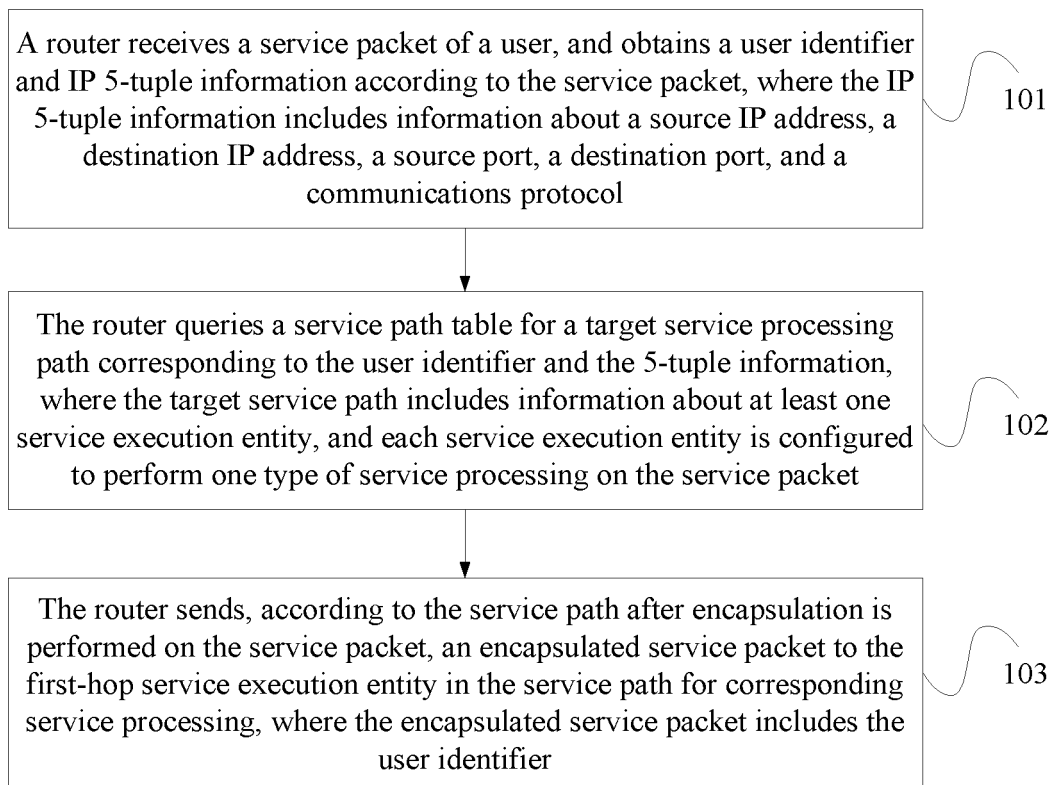 A router receives a service packet of a user, and obtains a user identifier
and IP 5-tuple information according to the service packet, where the IP
5-tuple information includes information about a source IP address, a
destination IP address, a source port, a destination port, and a
communications protocol
101
The router queries a service path table for a target service processing
path corresponding to the user identifier and the 5-tuple information,
where the target service path includes information about at least one
service execution entity, and each service execution entity is configured
to perform one type of service processing on the service packet
102
The router sends, according to the service path after encapsulation is
performed on the service packet, an encapsulated service packet to the
first-hop service execution entity in the service path for corresponding
service processing, where the encapsulated service packet includes the
user identifier
103